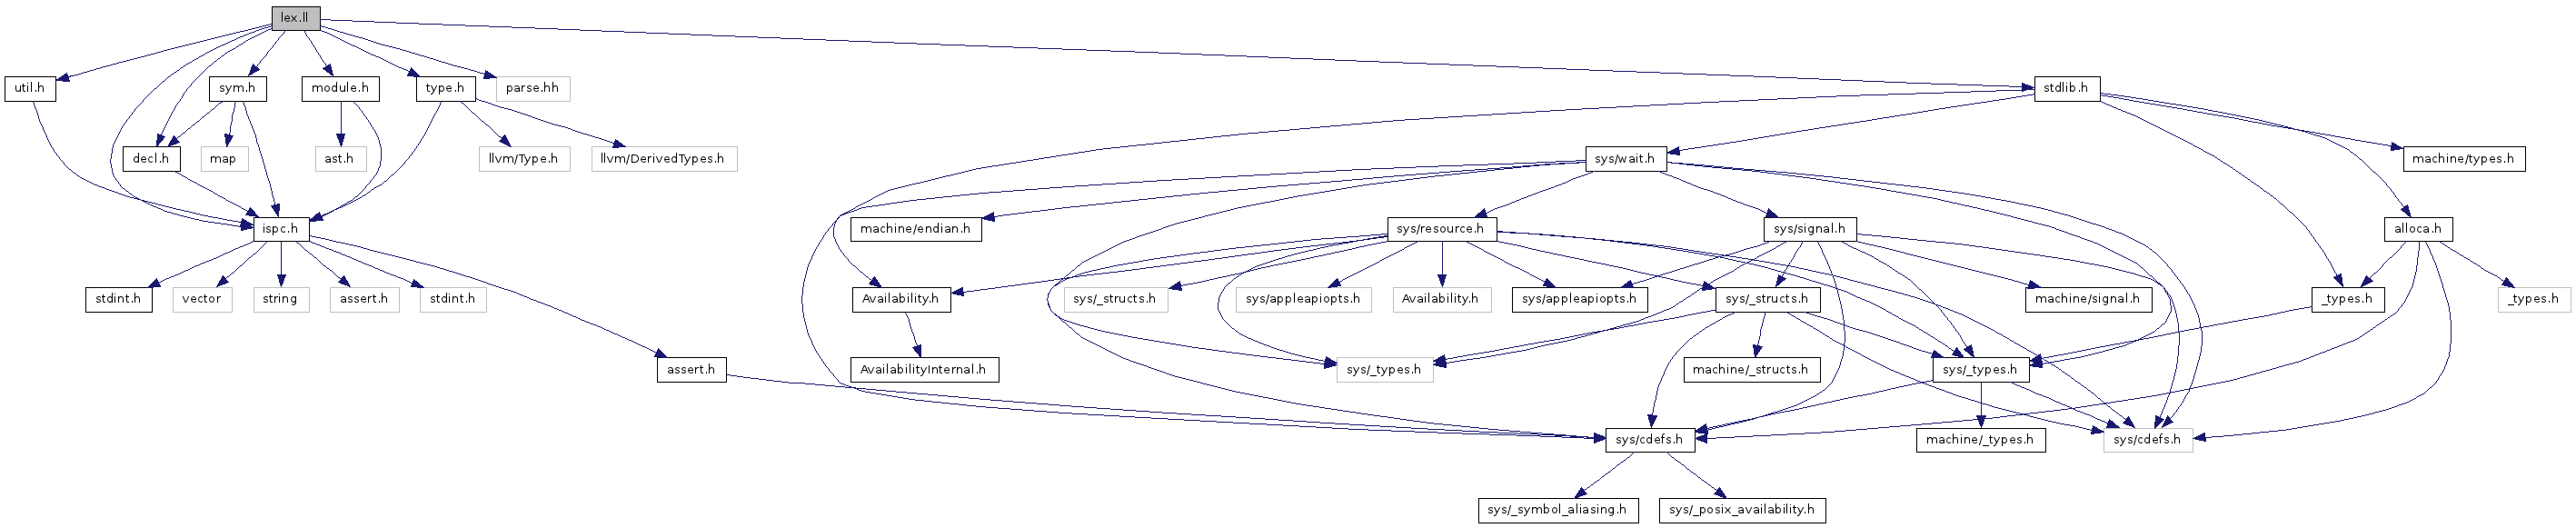 lex.ll
util.h
sym.h
module.h
type.h
parse.hh
stdlib.h
decl.h
map
ast.h
llvm/Type.h
llvm/DerivedTypes.h
sys/wait.h
machine/types.h
ispc.h
machine/endian.h
sys/resource.h
sys/signal.h
alloca.h
stdint.h
vector
string
assert.h
stdint.h
Availability.h
sys/_structs.h
sys/appleapiopts.h
Availability.h
sys/appleapiopts.h
sys/_structs.h
machine/signal.h
_types.h
_types.h
assert.h
AvailabilityInternal.h
sys/_types.h
machine/_structs.h
sys/_types.h
sys/cdefs.h
machine/_types.h
sys/cdefs.h
sys/_symbol_aliasing.h
sys/_posix_availability.h